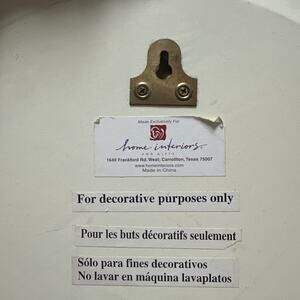 Made Exclusively For
home interiors
AND GIFTS
1649 Frankford Rd. West, Carrollton, Texas 75007
www.homeinteriors.com
Made in China
For decorative purposes only
Pour les buts décoratifs seulement
Sólo para fines decorativos
No lavar en máquina lavaplatos